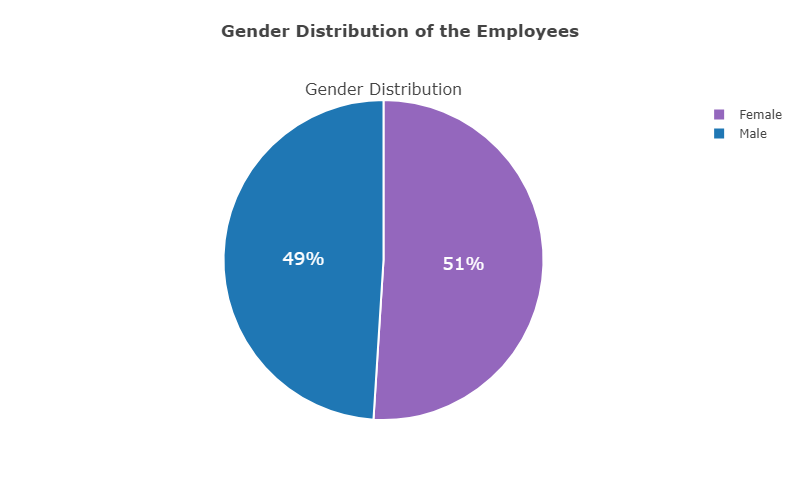 Gender Distribution of the Employees
Gender Distribution
Female
Male
49%
51%